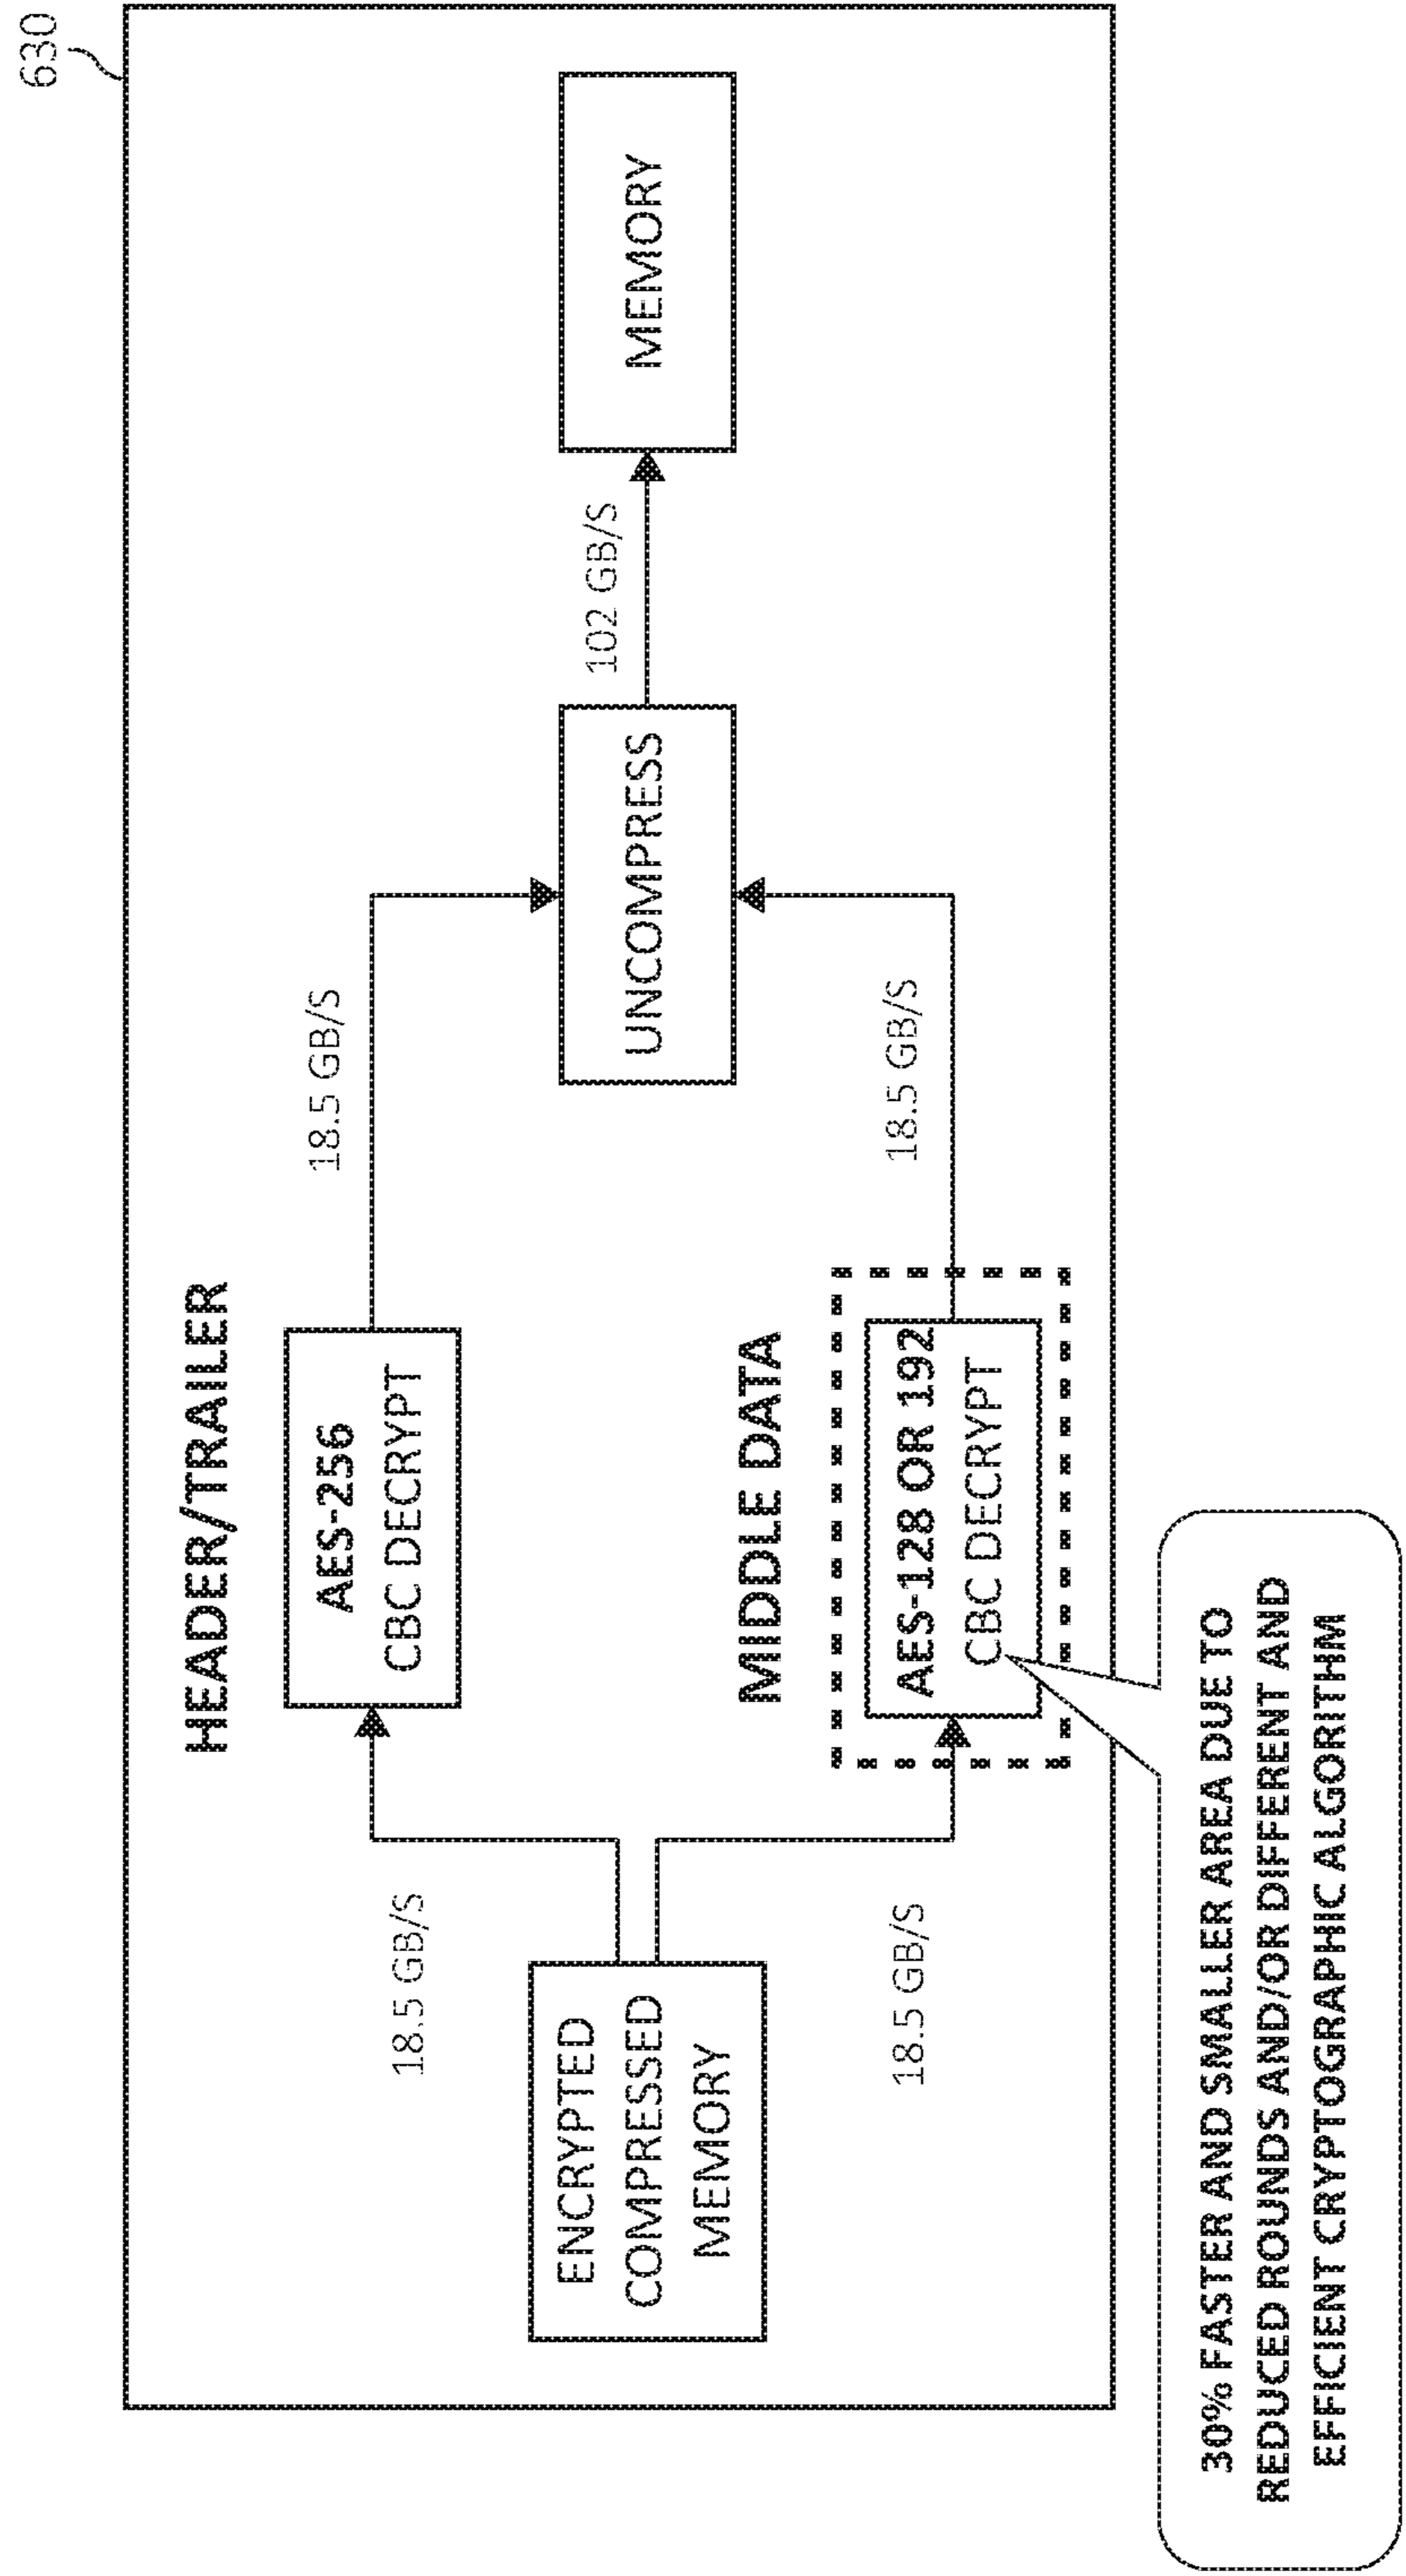 630
HEADER/TRAILER
18.5 GB/S
AES-256
CBC DECRYPT
18.5 GB/S
ENCRYPTED
COMPRESSED
MEMORY
UNCOMPRESS
102 GB/S
MEMORY
MIDDLE DATA
18.5 GB/S
AES-128 OR 192
CBC DECRYPT
18.5 GB/S
30% FASTER AND SMALLER AREA DUE TO
REDUCED ROUNDS AND/OR DIFFERENT AND
EFFICIENT CRYPTOGRAPHIC ALGORITHM